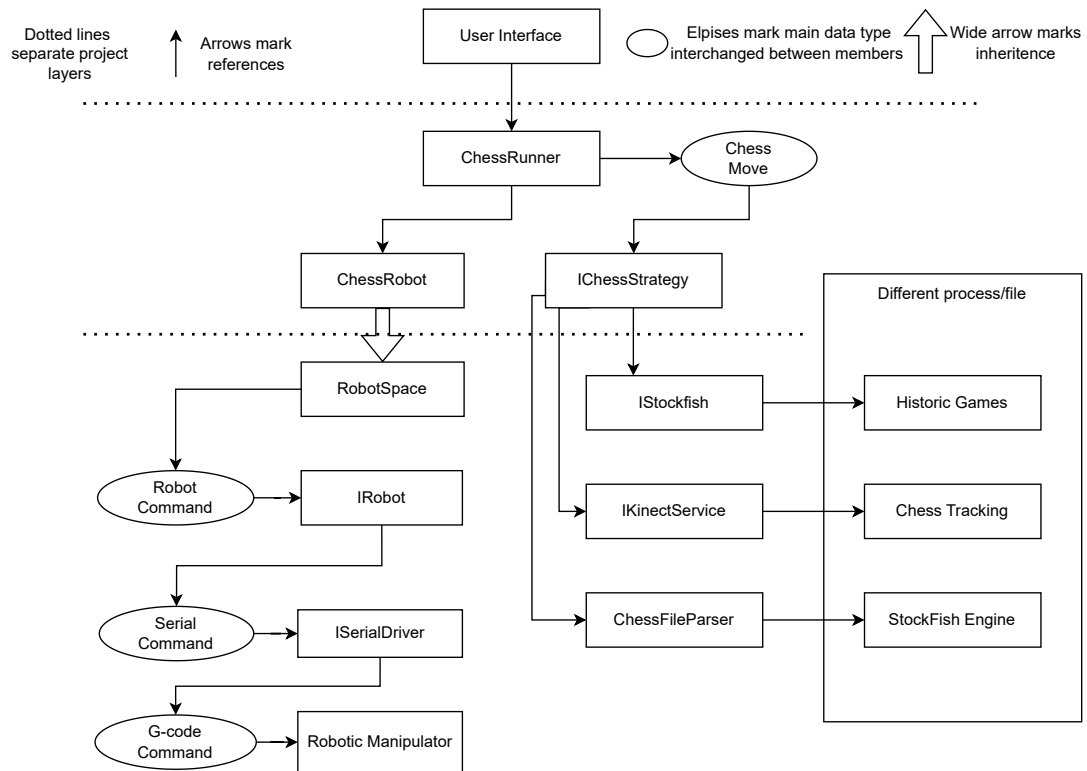 Dotted lines
separate project
layers
Arrows mark
references
User Interface
Elpises mark main data type
interchanged between members
Wide arrow marks
inheritence
ChessRunner
Chess
Move
ChessRobot
IChessStrategy
Different process/file
RobotSpace
IStockfish
Historic Games
Robot
Command
IRobot
IKinectService
Chess Tracking
Serial
Command
ISerialDriver
ChessFileParser
StockFish Engine
G-code
Command
Robotic Manipulator